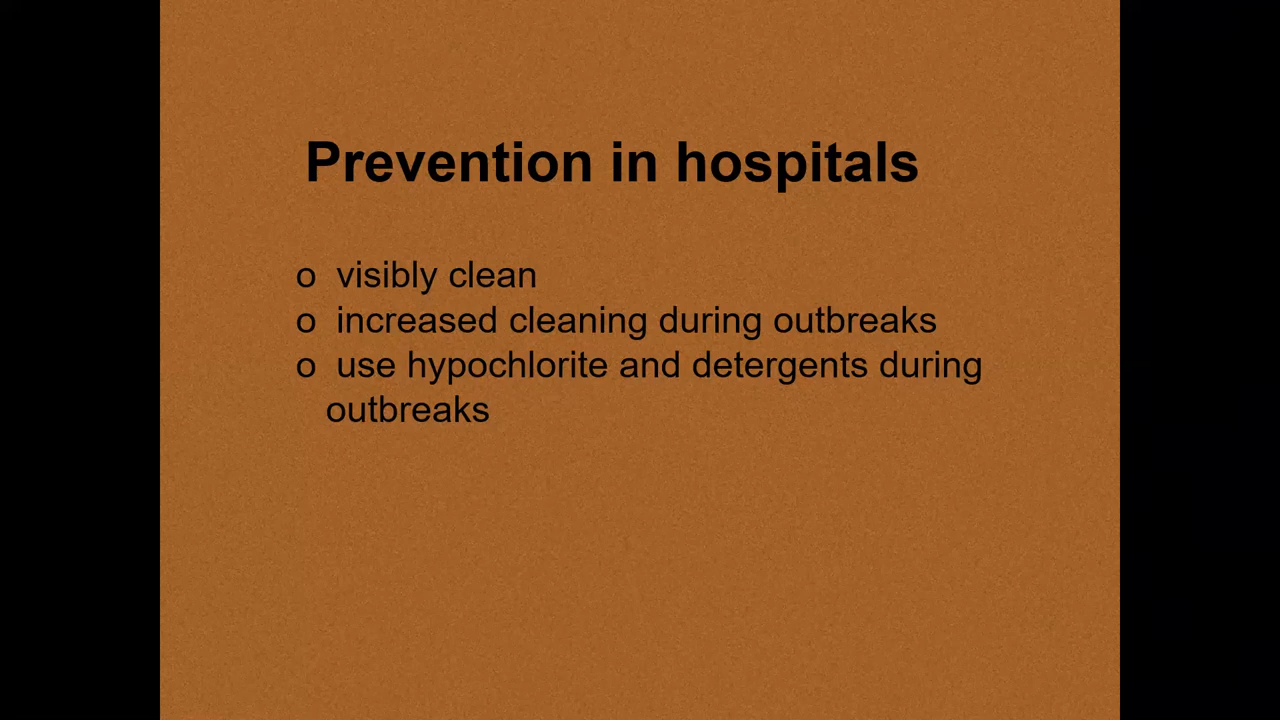 Prevention in hospitals
o visibly clean
o increased cleaning during outbreaks
o use hypochlorite and detergents during
outbreaks